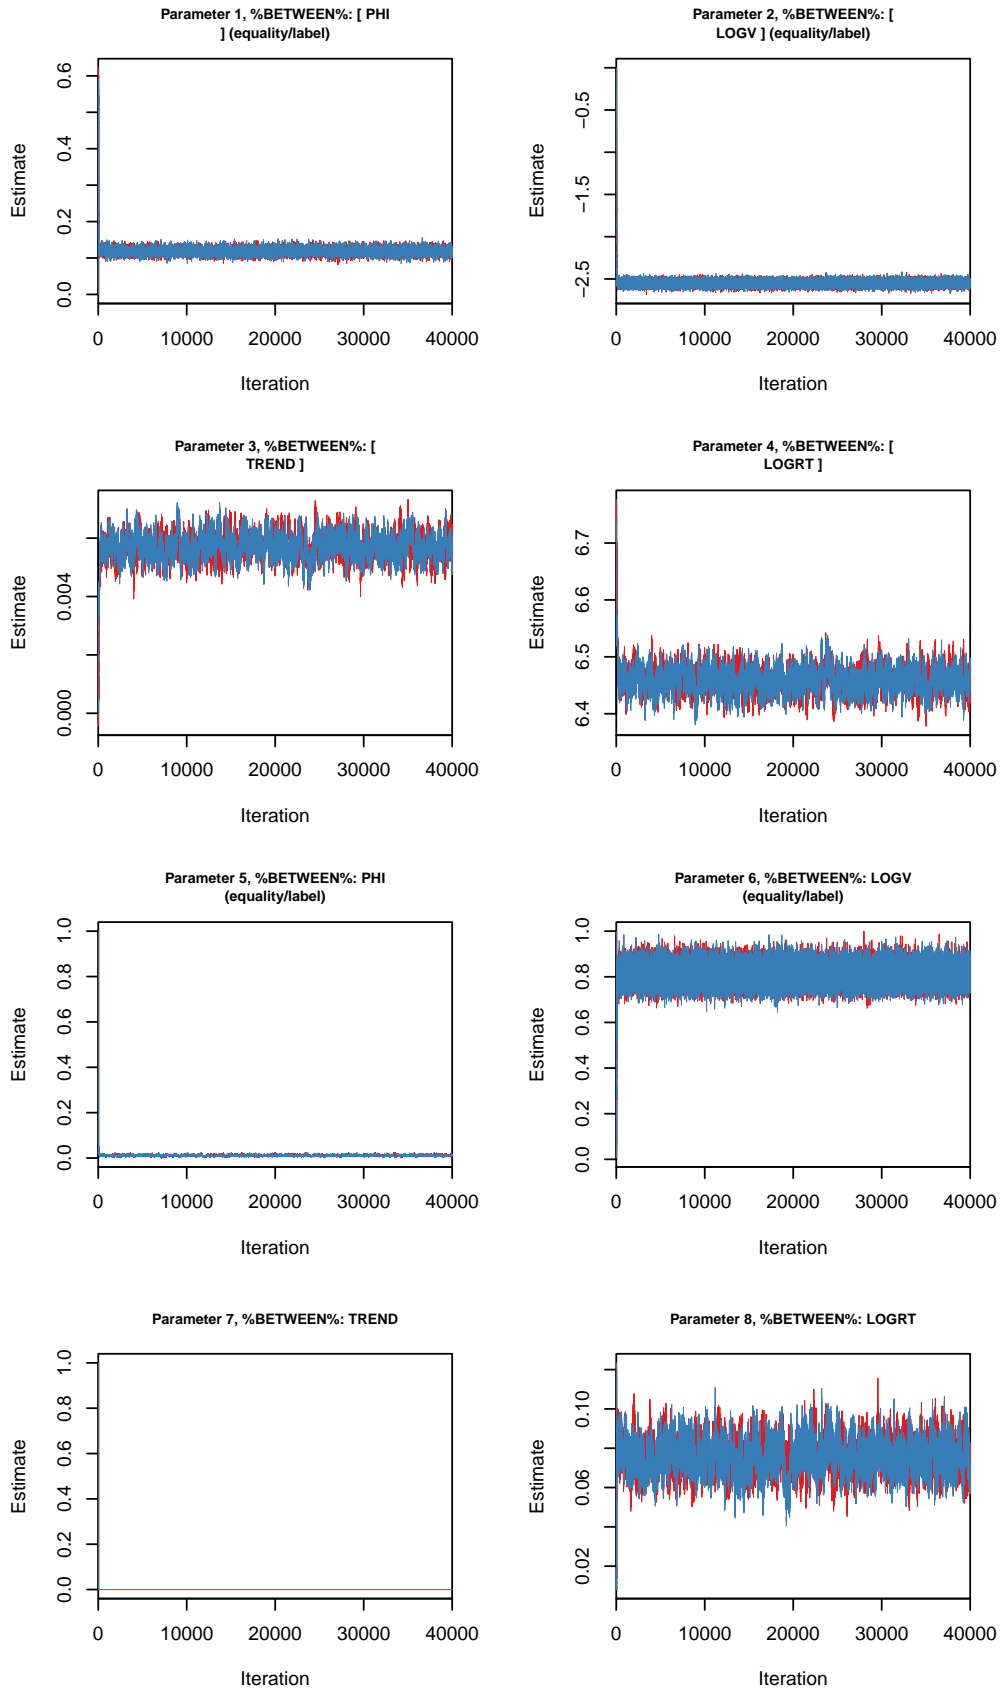 Parameter 1, %BETWEEN%: [ PHI
] (equality/label)
Estimate
0.6
0.4
0.2
0.0
0 10000 20000 30000 40000
Iteration
Parameter 2, %BETWEEN%: [
LOGV ] (equality/label)
Estimate
−0.5
−1.5
−2.5
0 10000 20000 30000 40000
Iteration
Parameter 3, %BETWEEN%: [
TREND ]
Estimate
0.004
0.000
0 10000 20000 30000 40000
Iteration
Parameter 4, %BETWEEN%: [
LOGRT ]
Estimate
6.7
6.6
6.5
6.4
0 10000 20000 30000 40000
Iteration
Parameter 5, %BETWEEN%: PHI
(equality/label)
Estimate
1.0
0.8
0.6
0.4
0.2
0.0
0 10000 20000 30000 40000
Iteration
Parameter 6, %BETWEEN%: LOGV
(equality/label)
Estimate
1.0
0.8
0.6
0.4
0.2
0.0
0 10000 20000 30000 40000
Iteration
Parameter 7, %BETWEEN%: TREND
Estimate
1.0
0.8
0.6
0.4
0.2
0.0
0 10000 20000 30000 40000
Iteration
Parameter 8, %BETWEEN%: LOGRT
Estimate
0.10
0.06
0.02
0 10000 20000 30000 40000
Iteration